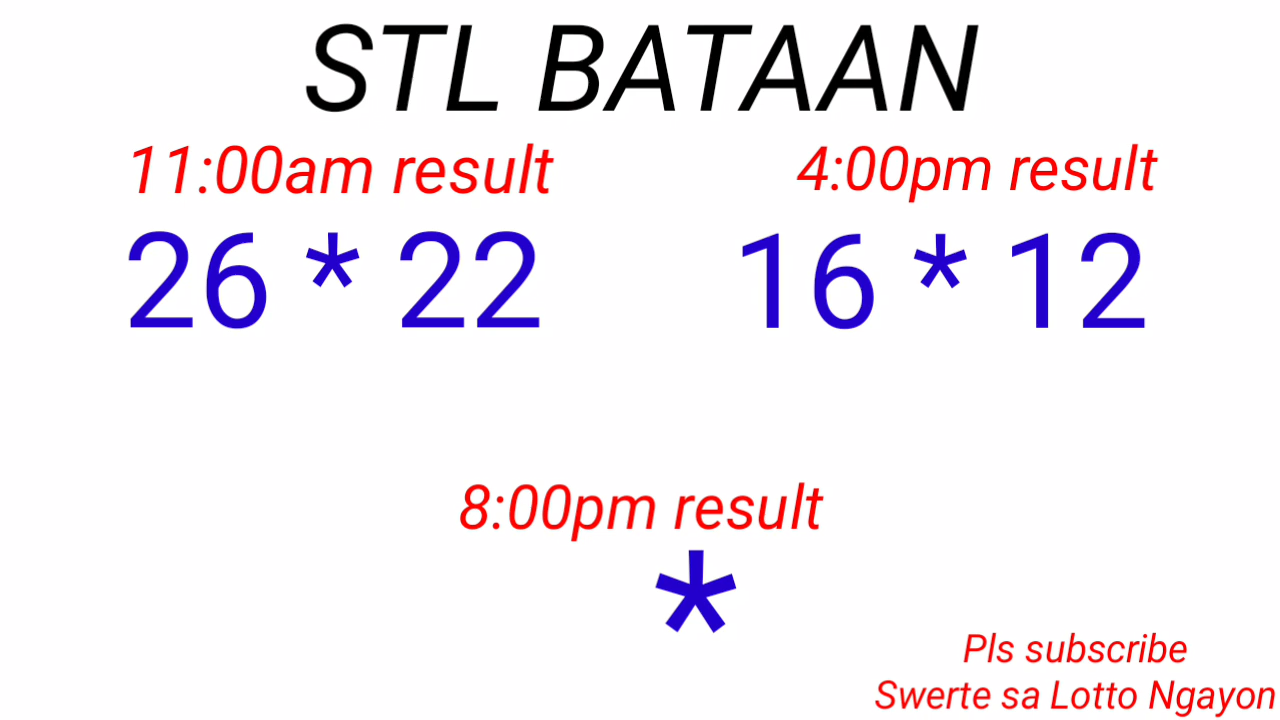 STL BATAAN
11:00am result
4:00pm result
26 * 22
16 * 12
8:00pm result
*
Pls subscribe
Swerte sa Lotto Ngayon